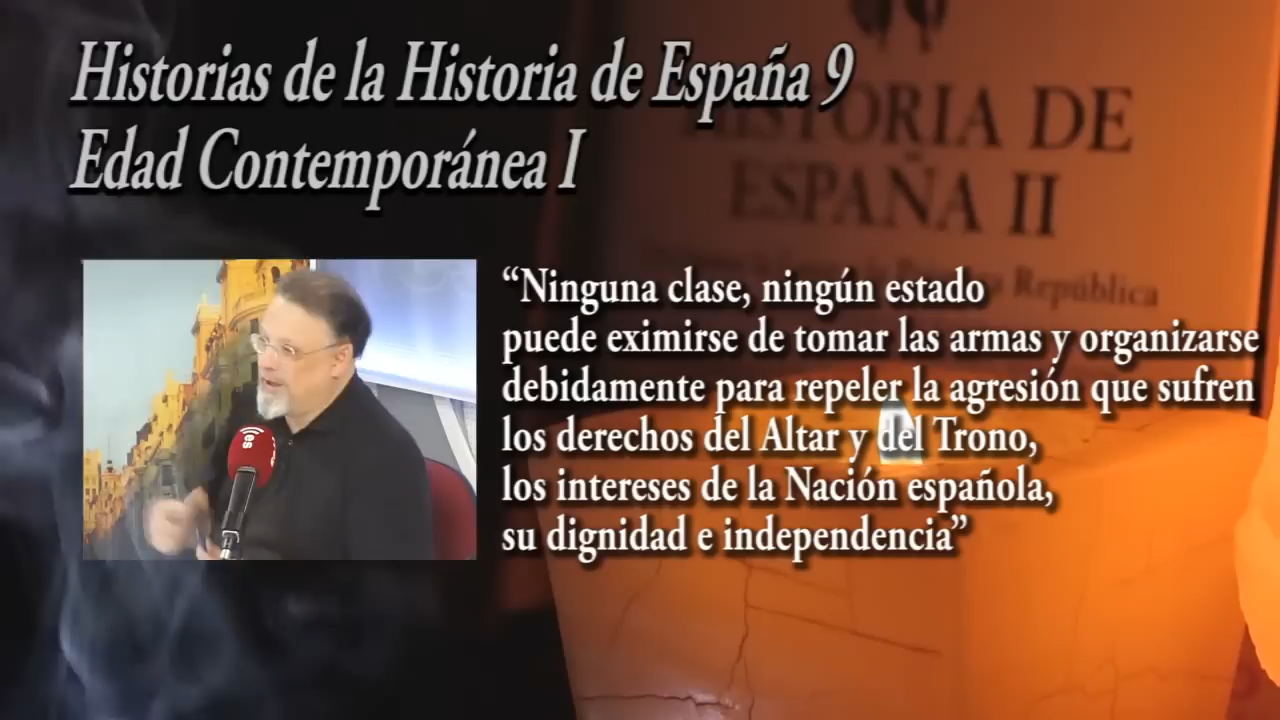 Historias de la Historia de España 9
Edad Contemporánea I
HISTORIA DE
ESPAÑA II
República
es
“Ninguna clase, ningún estado
puede eximirse de tomar las armas y organizarse
debidamente para repeler la agresión que sufren
los derechos del Altar y del Trono,
los intereses de la Nación española,
su dignidad e independencia”